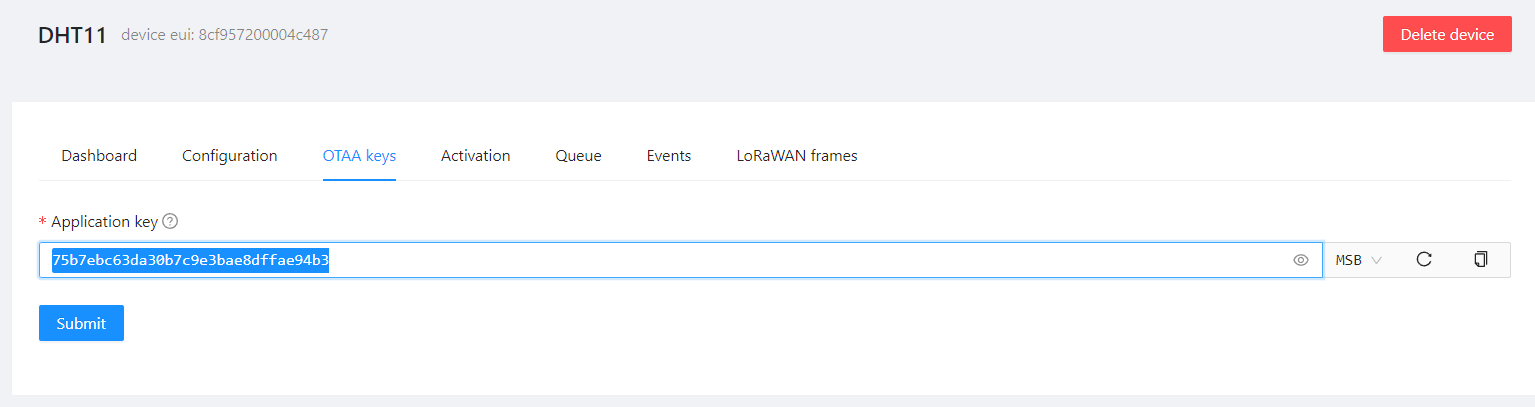 DHT11 device eui: 8cf957200004c487 Delete device
Dashboard Configuration OTAA keys Activation Queue Events LoRaWAN frames
* Application key ?
75b7ebc63da30b7c9e3bae8dffae94b3 MSB
Submit